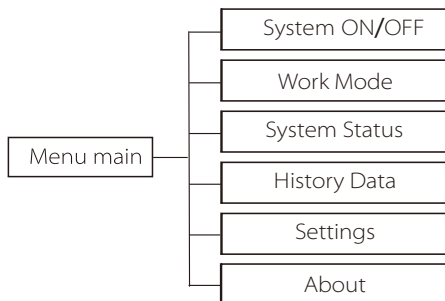 System ON/OFF
Work Mode
System Status
Menu main
History Data
Settings
About